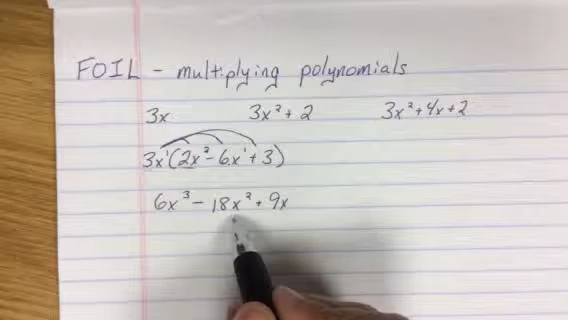 FOIL - multiplying polynomials
3x 3x² + 2 3x² + 4x + 2
3x¹(2x² - 6x¹ + 3)
6x³ - 18x² + 9x